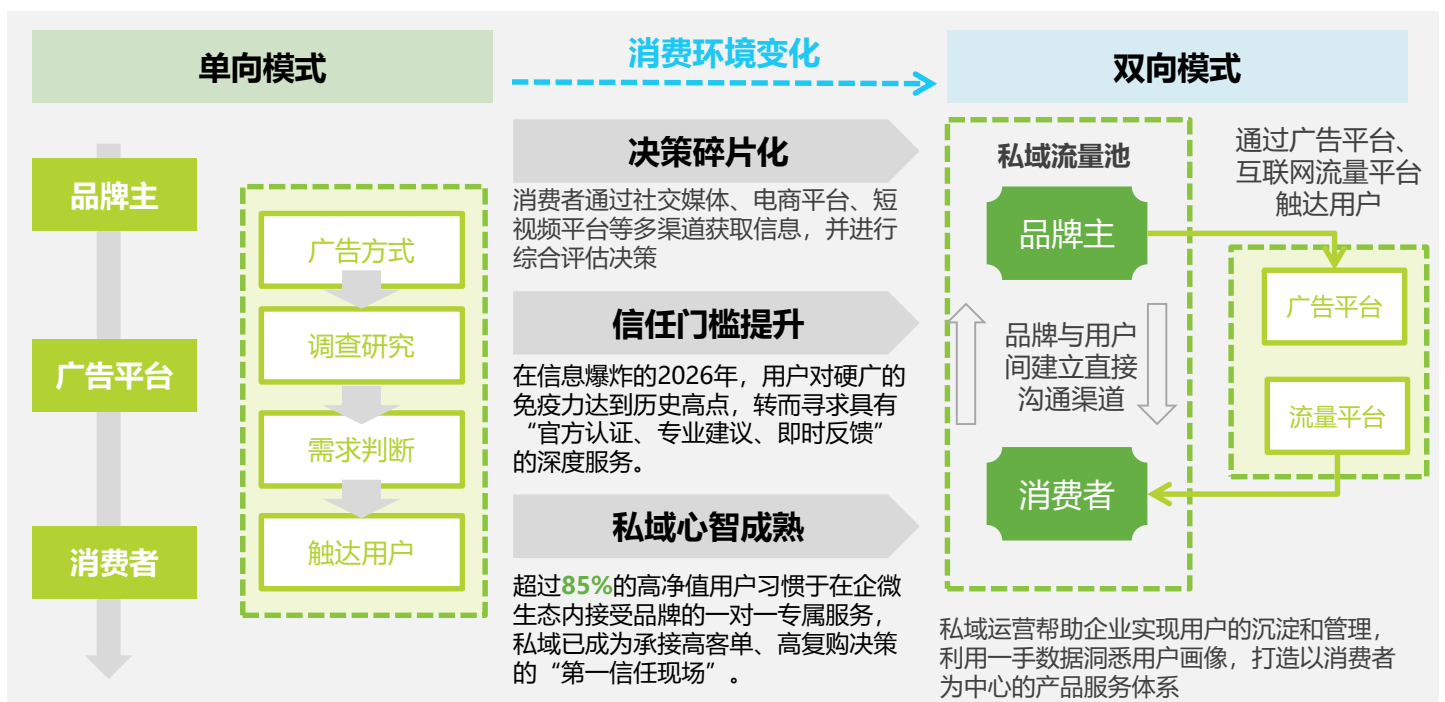 单向模式
消费环境变化
双向模式
品牌主
广告平台
消费者
广告方式
调查研究
需求判断
触达用户
决策碎片化
消费者通过社交媒体、电商平台、短
视频平台等多渠道获取信息，并进行
综合评估决策
信任门槛提升
在信息爆炸的2026年，用户对硬广的
免疫力达到历史高点，转而寻求具有
“官方认证、专业建议、即时反馈”
的深度服务。
私域心智成熟
超过85%的高净值用户习惯于在企微
生态内接受品牌的一对一专属服务，
私域已成为承接高客单、高复购决策
的“第一信任现场”。
私域流量池
品牌主
品牌与用户
间建立直接
沟通渠道
消费者
通过广告平台、
互联网流量平台
触达用户
广告平台
流量平台
私域运营帮助企业实现用户的沉淀和管理，
利用一手数据洞悉用户画像，打造以消费者
为中心的产品服务体系